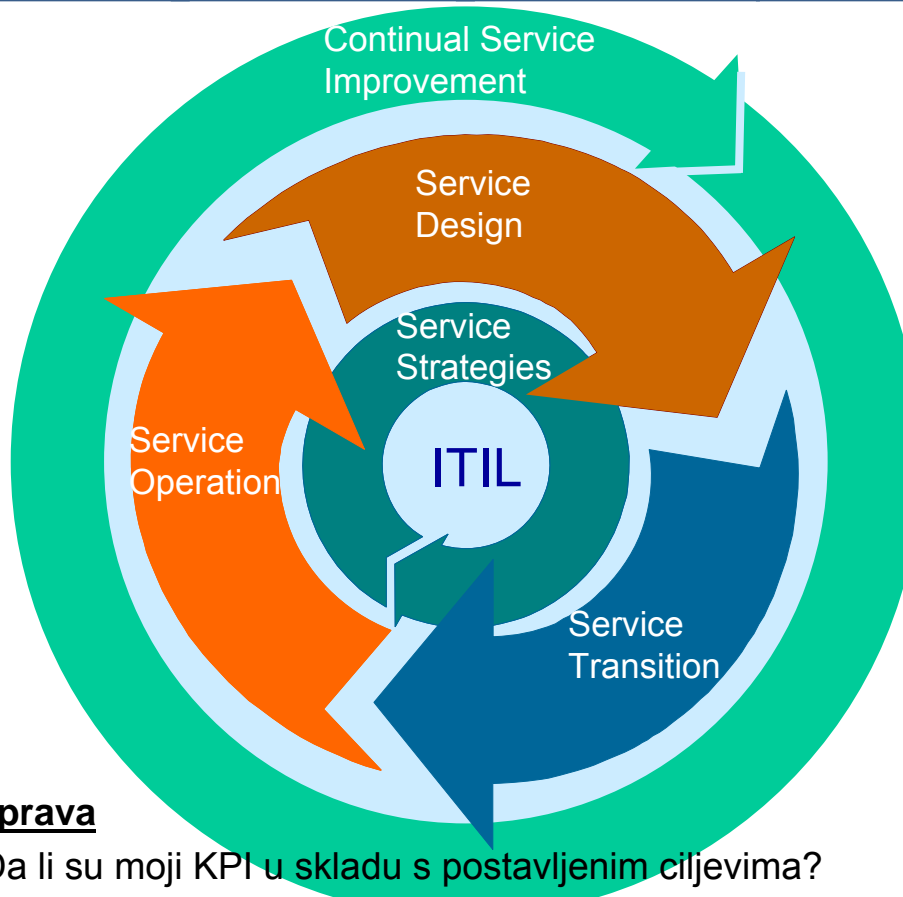 Continual Service
Improvement
Service
Design
Service
Strategies
Service
Operation
ITIL
Service
Transition
prava
Da li su moji KPI u skladu s postavljenim ciljevima?